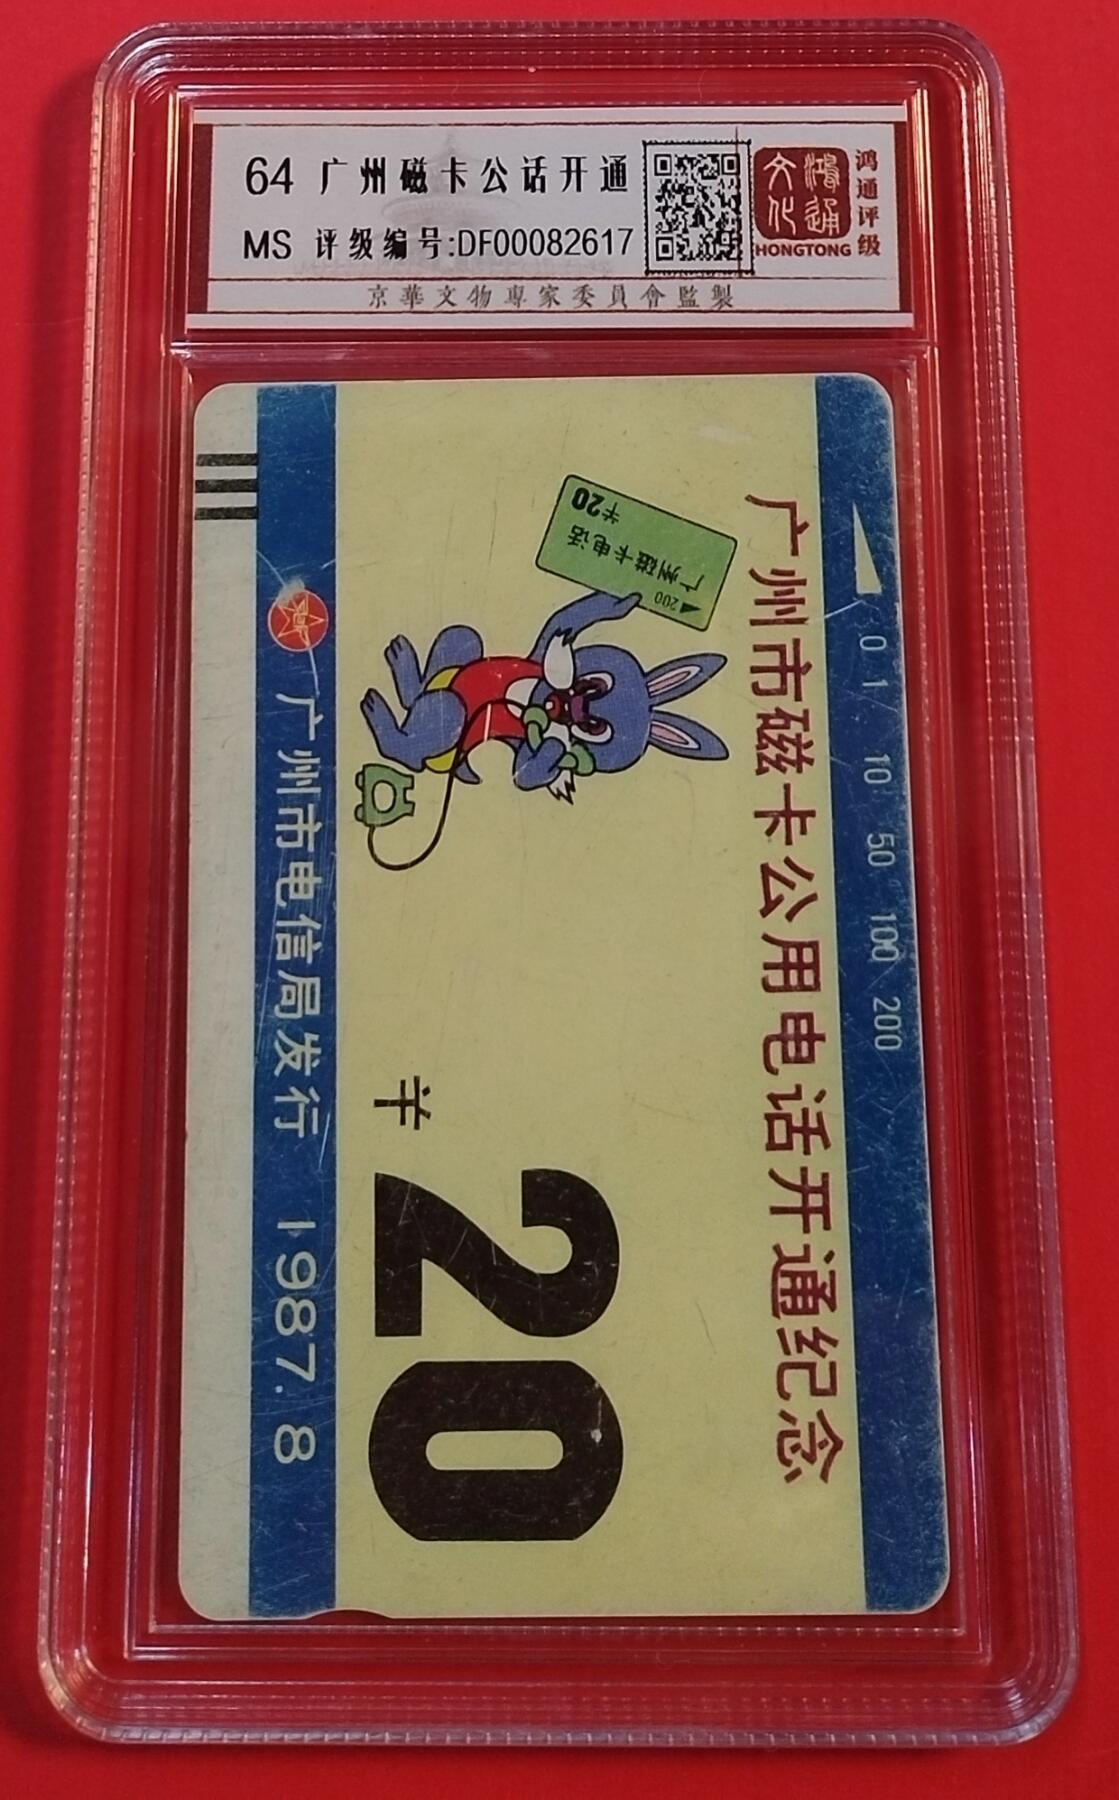 64 广州磁卡公话开通
MS 评级编号:DF00082617
文化
鸿通
HONGTONG
鸿通评级
京華文物專家委員會監製
0 1 10 50 100 200
广州市磁卡公用电话开通纪念
200
广州磁卡电话
¥20
¥20
广州市电信局发行 1987.8